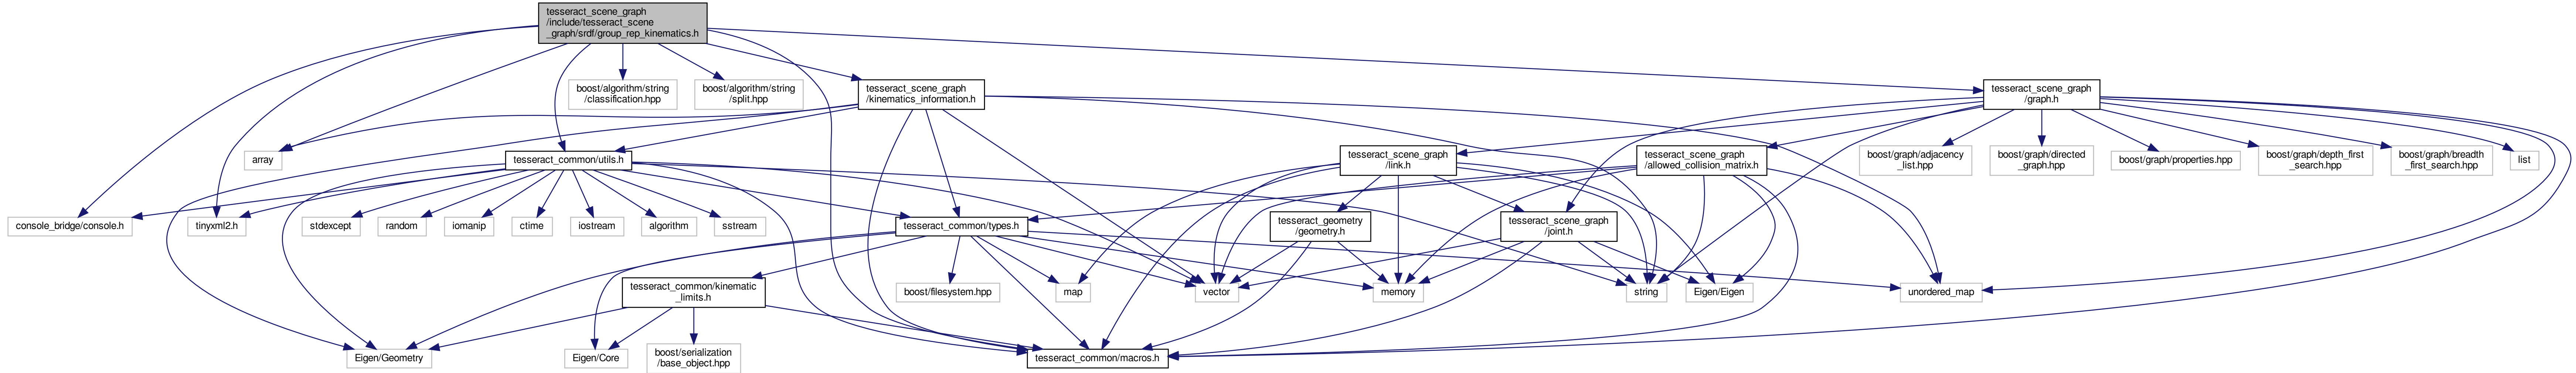 tesseract_scene_graph
/include/tesseract_scene
_graph/srdf/group_rep_kinematics.h
boost/algorithm/string
/classification.hpp
boost/algorithm/string
/split.hpp
tesseract_scene_graph
/kinematics_information.h
tesseract_scene_graph
/graph.h
array
tesseract_common/utils.h
tesseract_scene_graph
/link.h
tesseract_scene_graph
/allowed_collision_matrix.h
boost/graph/adjacency
_list.hpp
boost/graph/directed
_graph.hpp
boost/graph/properties.hpp
boost/graph/depth_first
_search.hpp
boost/graph/breadth
_first_search.hpp
list
console_bridge/console.h
tinyxml2.h
stdexcept
random
iomanip
ctime
iostream
algorithm
sstream
tesseract_common/types.h
tesseract_geometry
/geometry.h
tesseract_scene_graph
/joint.h
tesseract_common/kinematic
_limits.h
boost/filesystem.hpp
map
vector
memory
string
Eigen/Eigen
unordered_map
Eigen/Geometry
Eigen/Core
boost/serialization
/base_object.hpp
tesseract_common/macros.h